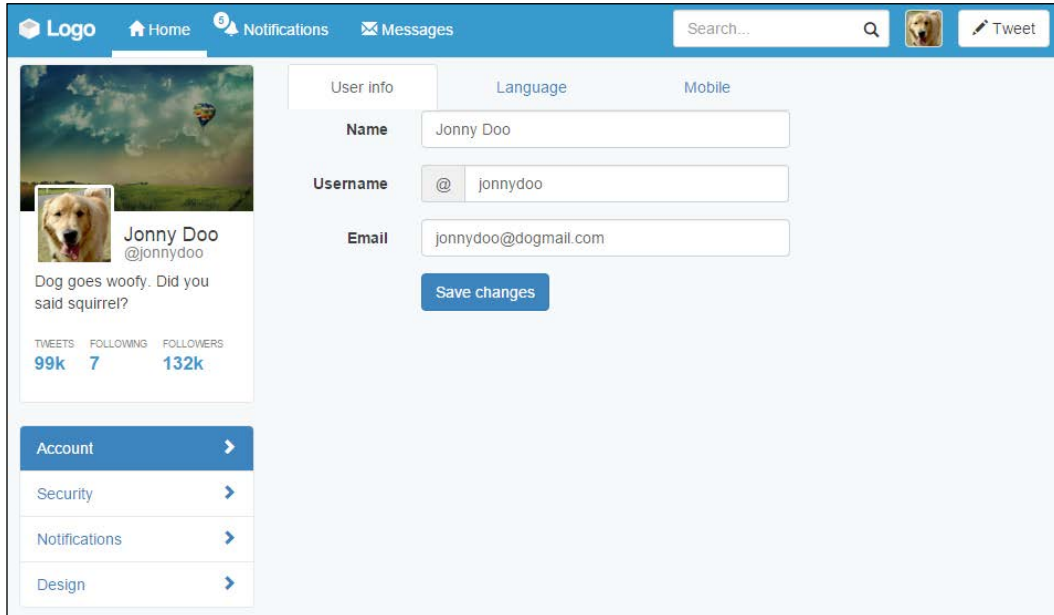 Logo
Home
5
Notifications
Messages
Search...
Tweet
Jonny Doo
@jonnydoo
Dog goes woofy. Did you
said squirrel?
TWEETS FOLLOWING FOLLOWERS
99k 7 132k
Account
Security
Notifications
Design
User info
Language
Mobile
Name
Jonny Doo
Username
@ jonnydoo
Email
jonnydoo@dogmail.com
Save changes